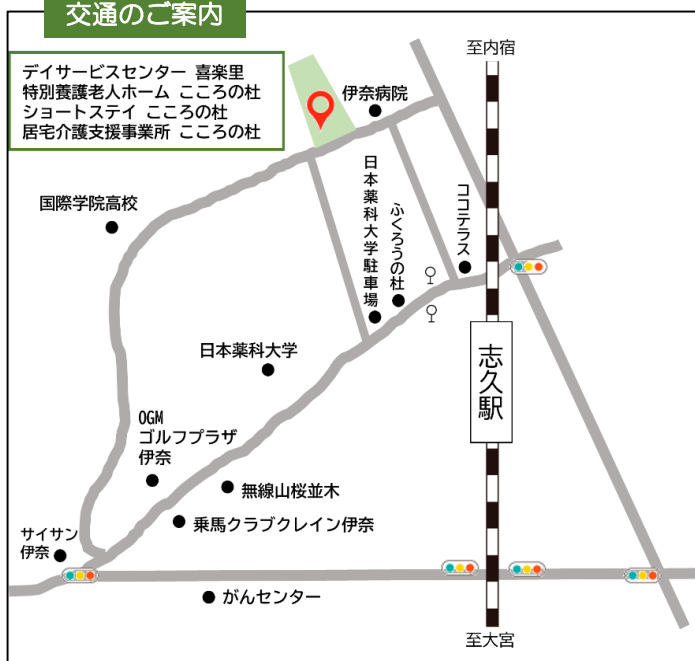 交通のご案内
至内宿
デイサービスセンター 喜楽里
特別養護老人ホーム こころの杜
ショートステイ こころの杜
居宅介護支援事業所 こころの杜
伊奈病院
国際学院高校
日本薬科大学駐車場
ふくろうの杜
ココテラス
日本薬科大学
志久駅
OGM
ゴルフプラザ
伊奈
無線山桜並木
乗馬クラブクレイン伊奈
サイサン
伊奈
がんセンター
至大宮